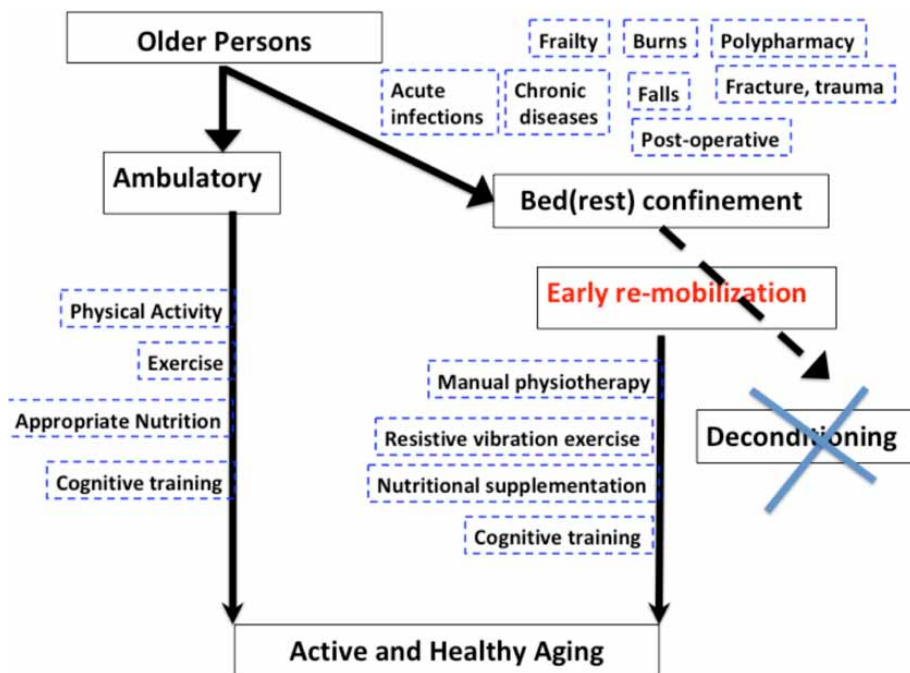 Older Persons
Frailty
Burns
Polypharmacy
Acute
infections
Chronic
diseases
Falls
Fracture, trauma
Post-operative
Ambulatory
Bed(rest) confinement
Early re-mobilization
Physical Activity
Exercise
Appropriate Nutrition
Cognitive training
Manual physiotherapy
Resistive vibration exercise
Nutritional supplementation
Cognitive training
Deconditioning
Active and Healthy Aging